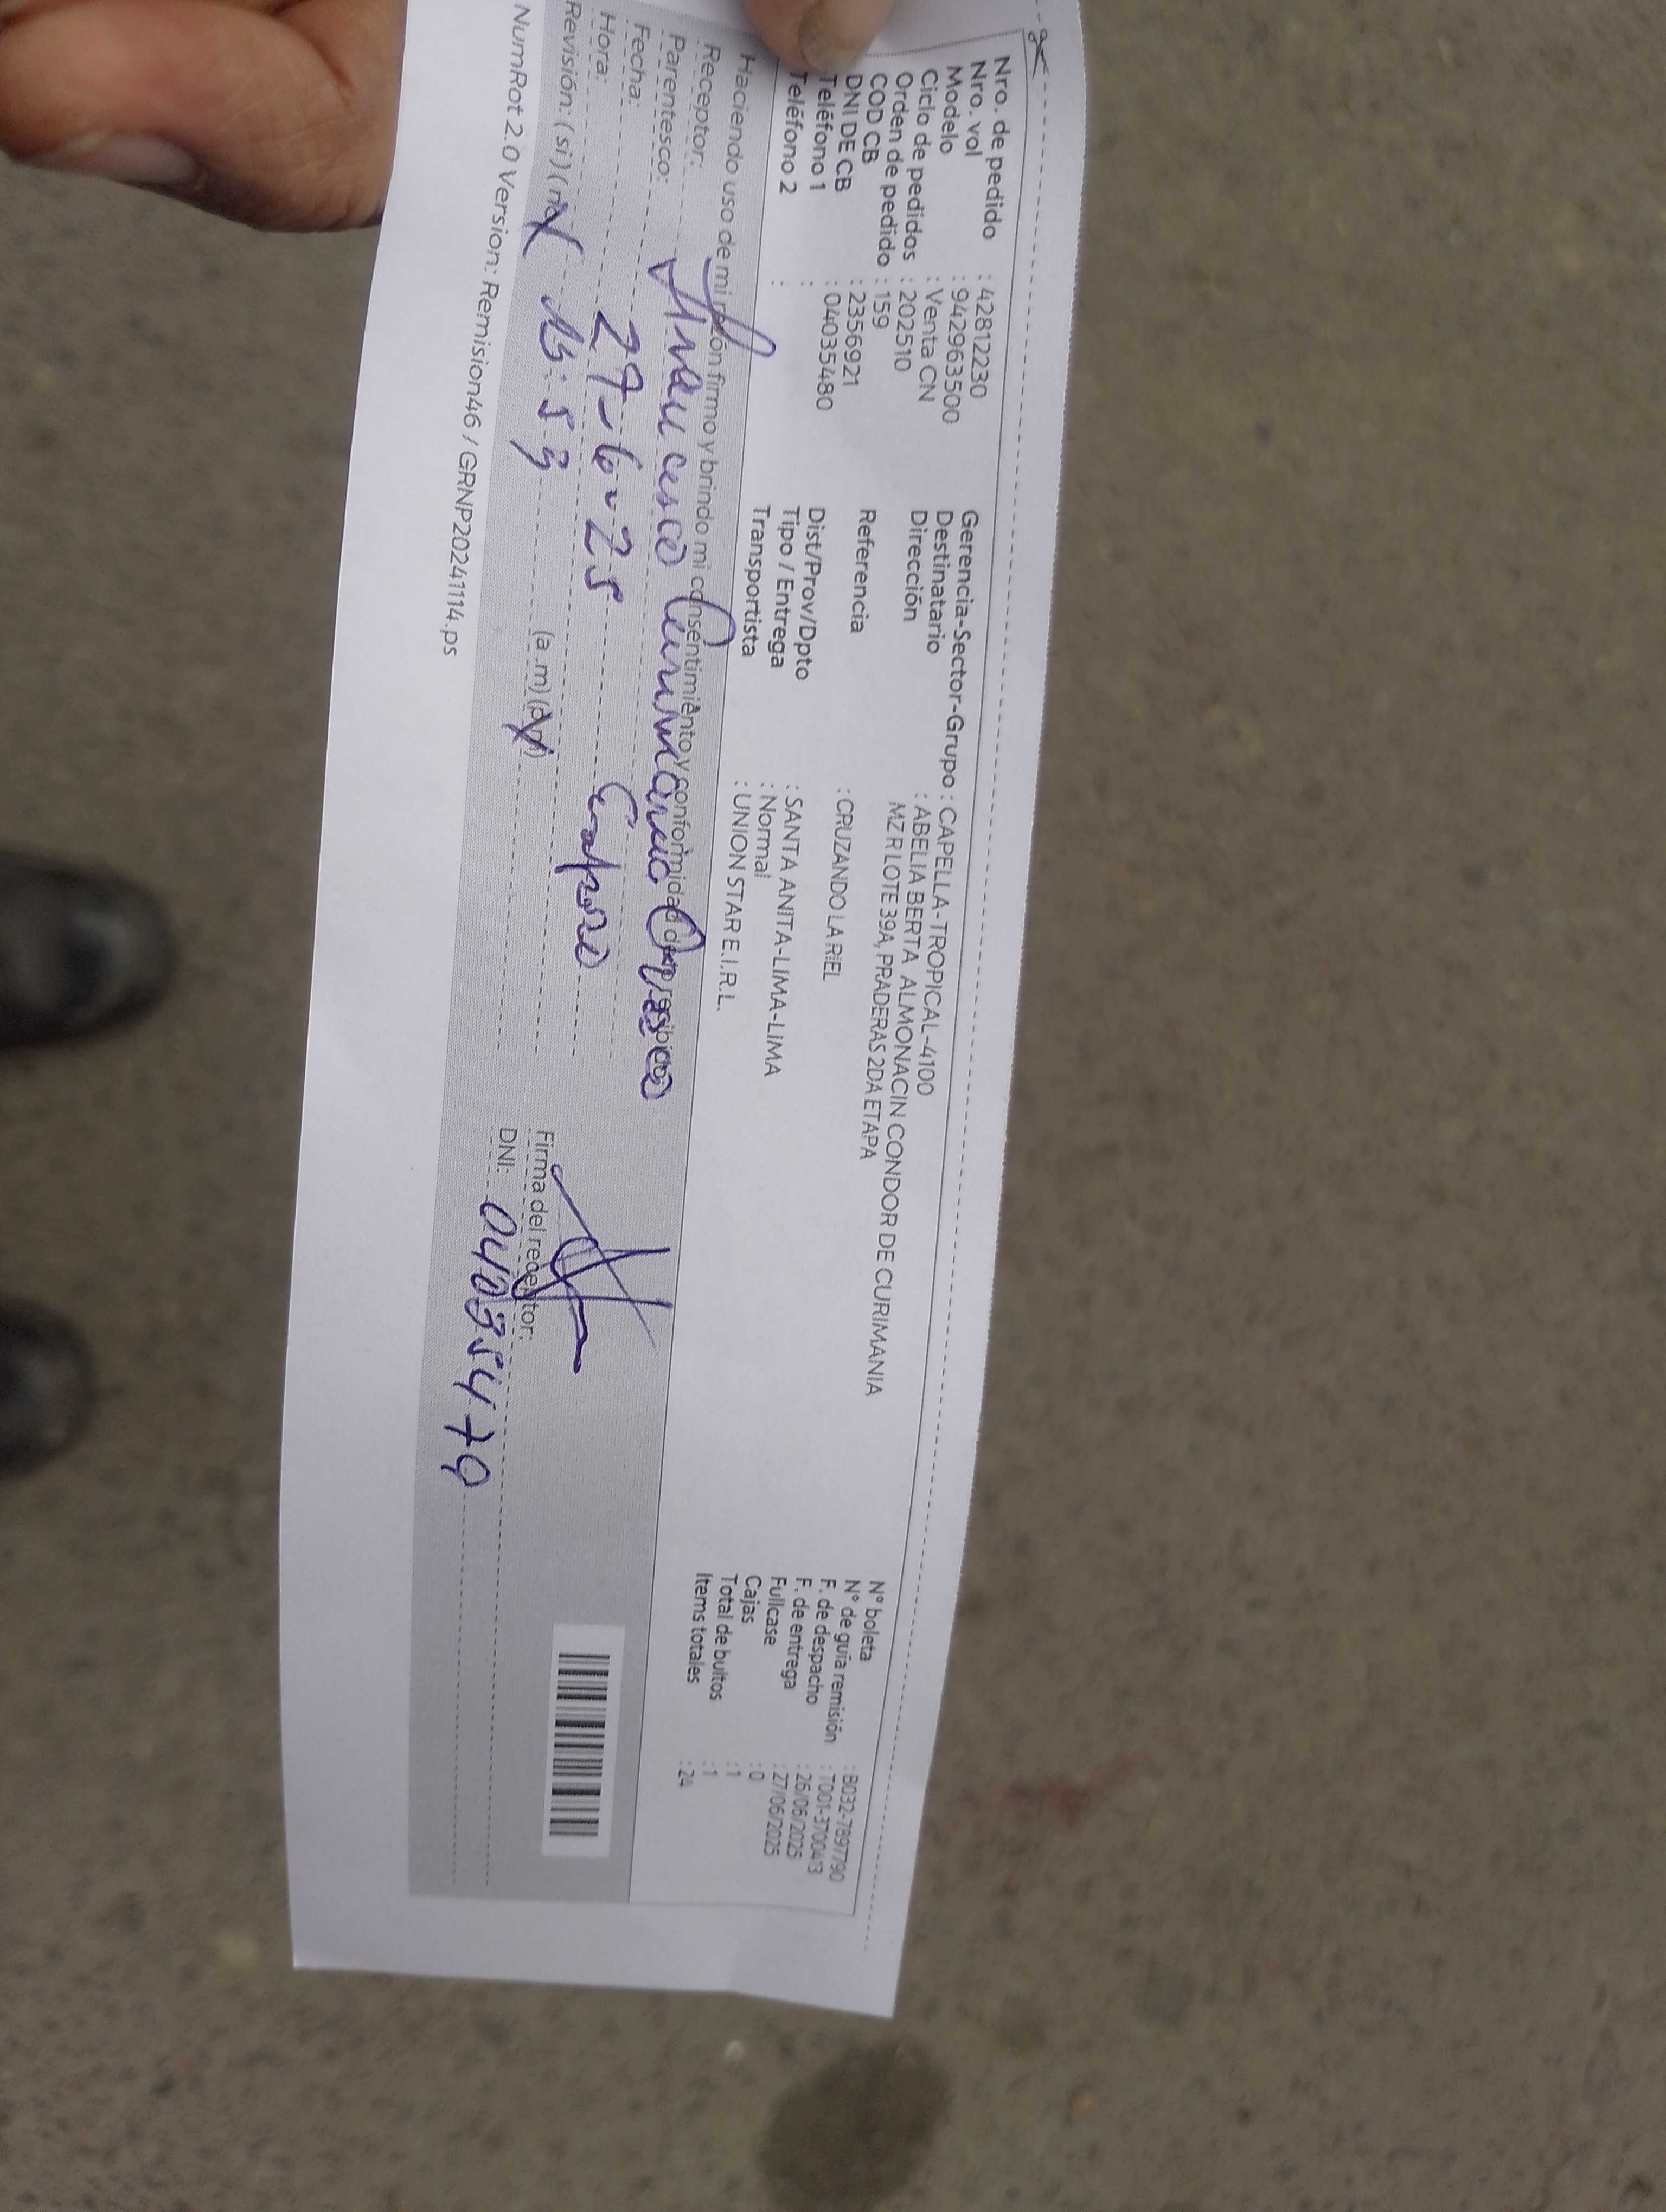 Nro. de pedido : 42812230
Nro. vol : 942963500
Modelo : Venta CN
Ciclo de pedidos : 202510
Orden de pedido : 159
COD CB : 2356921
DNI DE CB : 04035480
Teléfono 1 :
Teléfono 2 :
Gerencia-Sector-Grupo : CAPELLA-TROPICAL-4100
Destinatario : ABELIA BERTA ALMONACIN CONDOR DE CURIMANIA
Dirección MZ R LOTE 39A, PRADERAS 2DA ETAPA
Referencia : CRUZANDO LA RIEL
Dist/Prov/Dpto : SANTA ANITA-LIMA-LIMA
Tipo / Entrega : Normal
Transportista : UNION STAR E.I.R.L.
N° boleta : B032-7897790
N° de guia remisión : T001-3700413
F. de despacho : 26/06/2025
F. de entrega : 27/06/2025
Fullcase : 0
Cajas : 1
Total de bultos : 1
Items totales : 24
Haciendo uso de mi razón firmo y brindo mi consentimiento y conformidad de lo recibido:
Receptor: Curimania
Parentesco: Esposo
Fecha: 27-6-25
Hora: 15:53 (a.m) (p.m)
Revisión: (si) (no)
Firma del receptor:
DNI: 04035479
NumRot 2.0 Version: Remision46 / GRNP20241114.ps